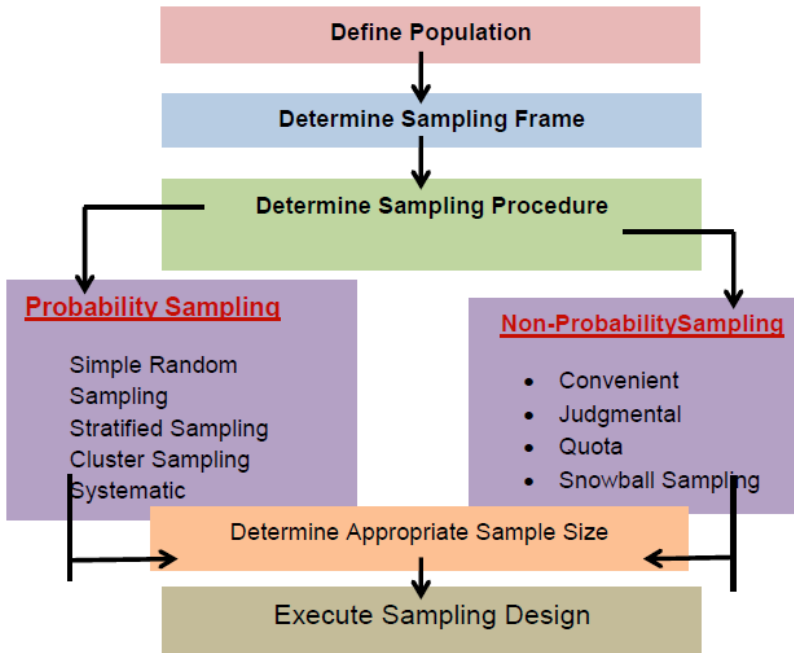 Define Population
Determine Sampling Frame
Determine Sampling Procedure
Probability Sampling
Simple Random
Sampling
Stratified Sampling
Cluster Sampling
Systematic
Non-ProbabilitySampling
• Convenient
• Judgmental
• Quota
• Snowball Sampling
Determine Appropriate Sample Size
Execute Sampling Design